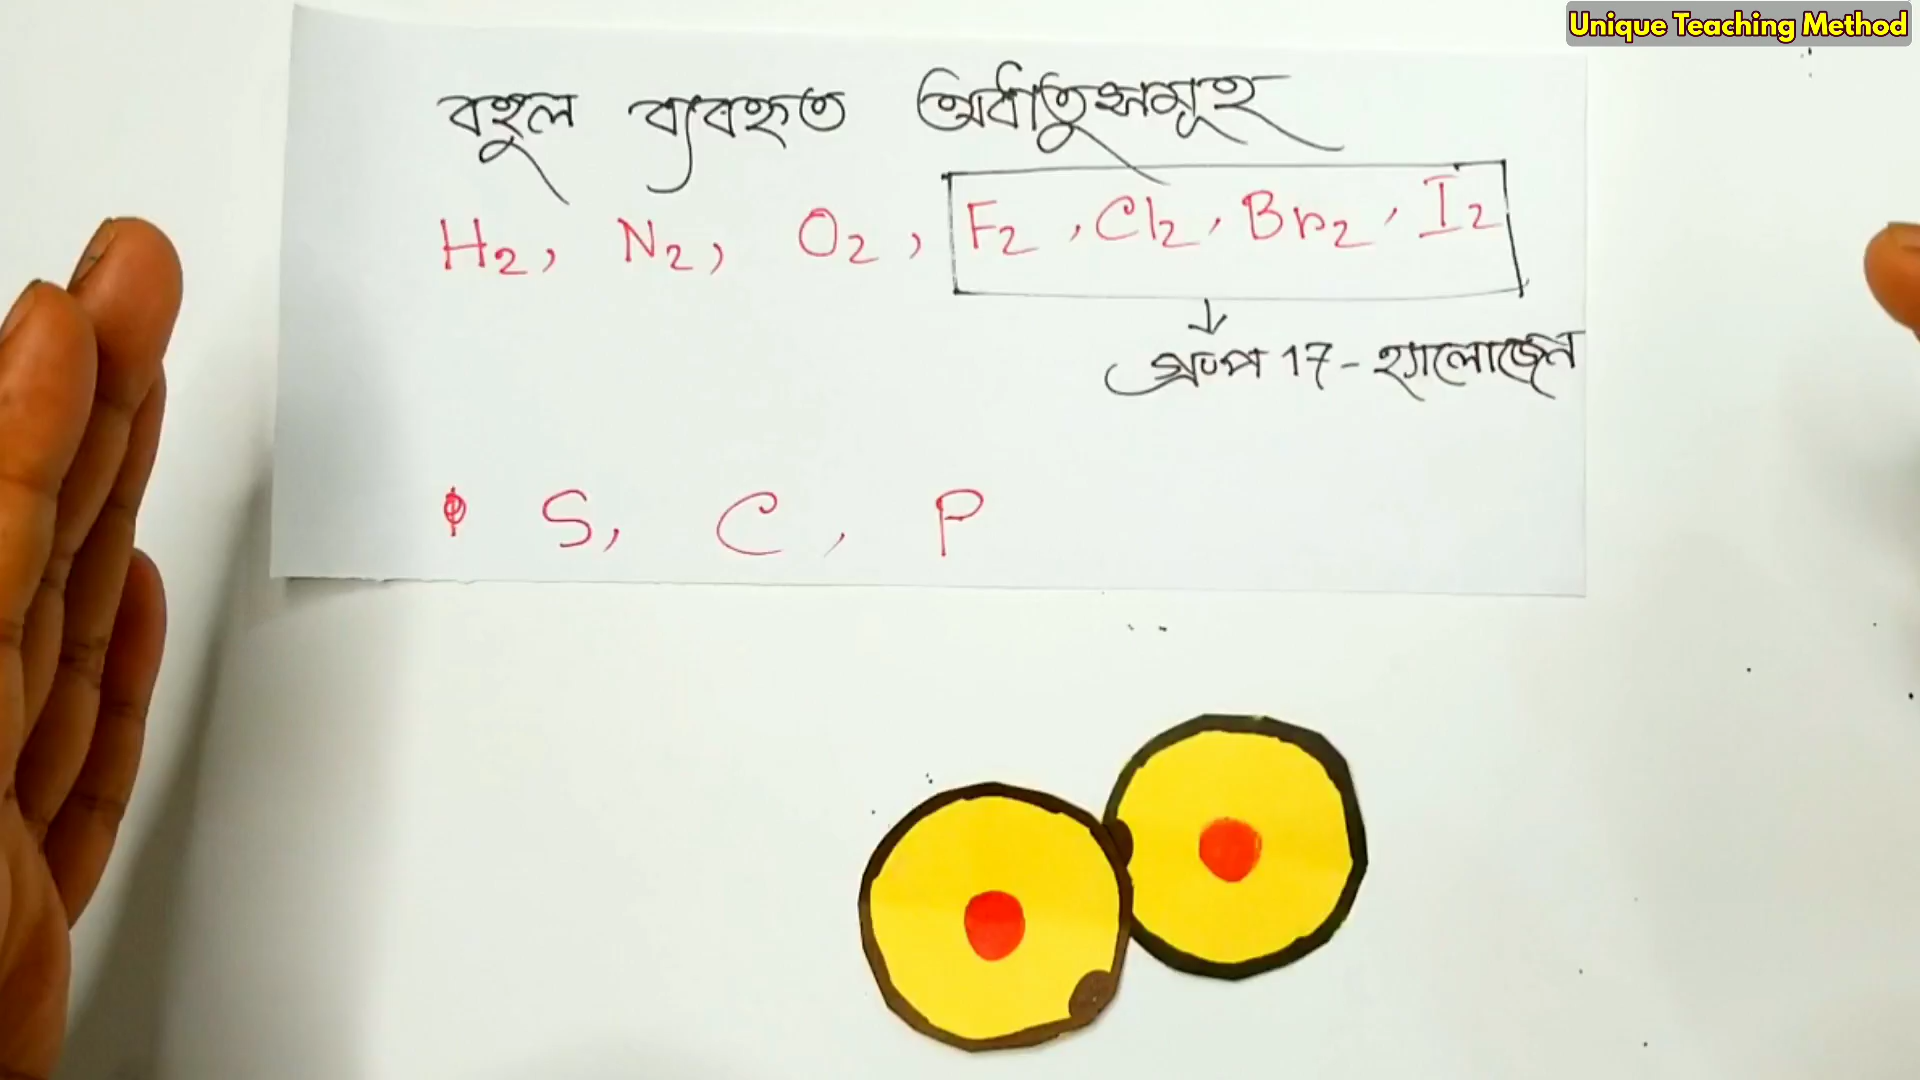 Unique Teaching Method
বহুল ব্যবহৃত অধাতুসমূহ
H2, N2, O2, F2, Cl2, Br2, I2
↓
গ্রুপ 17 - হ্যালোজেন
S, C, P